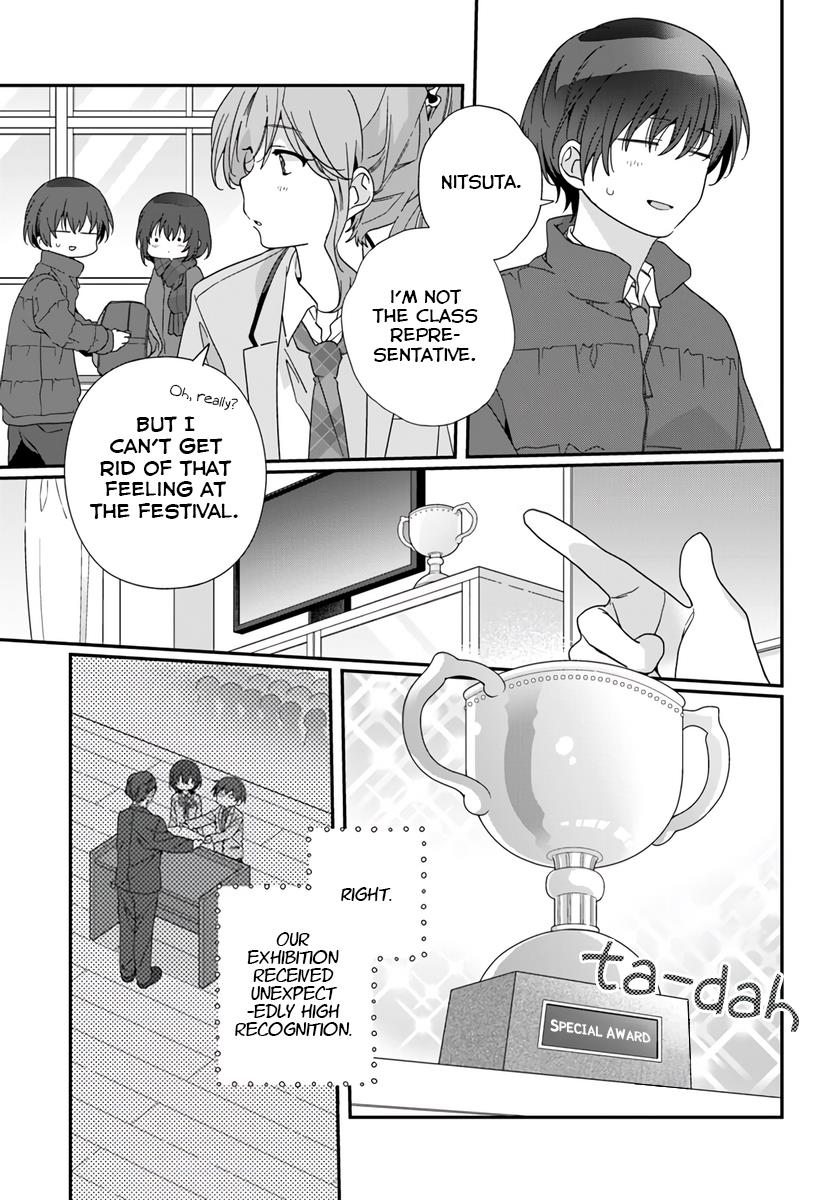 NITSUTA.
I'M NOT
THE CLASS
REPRE-
SENTATIVE.
Oh, really?
BUT I
CAN'T GET
RID OF THAT
FEELING AT
THE FESTIVAL.
ta-dah
SPECIAL AWARD
RIGHT.
OUR
EXHIBITION
RECEIVED
UNEXPECT
-EDLY HIGH
RECOGNITION.